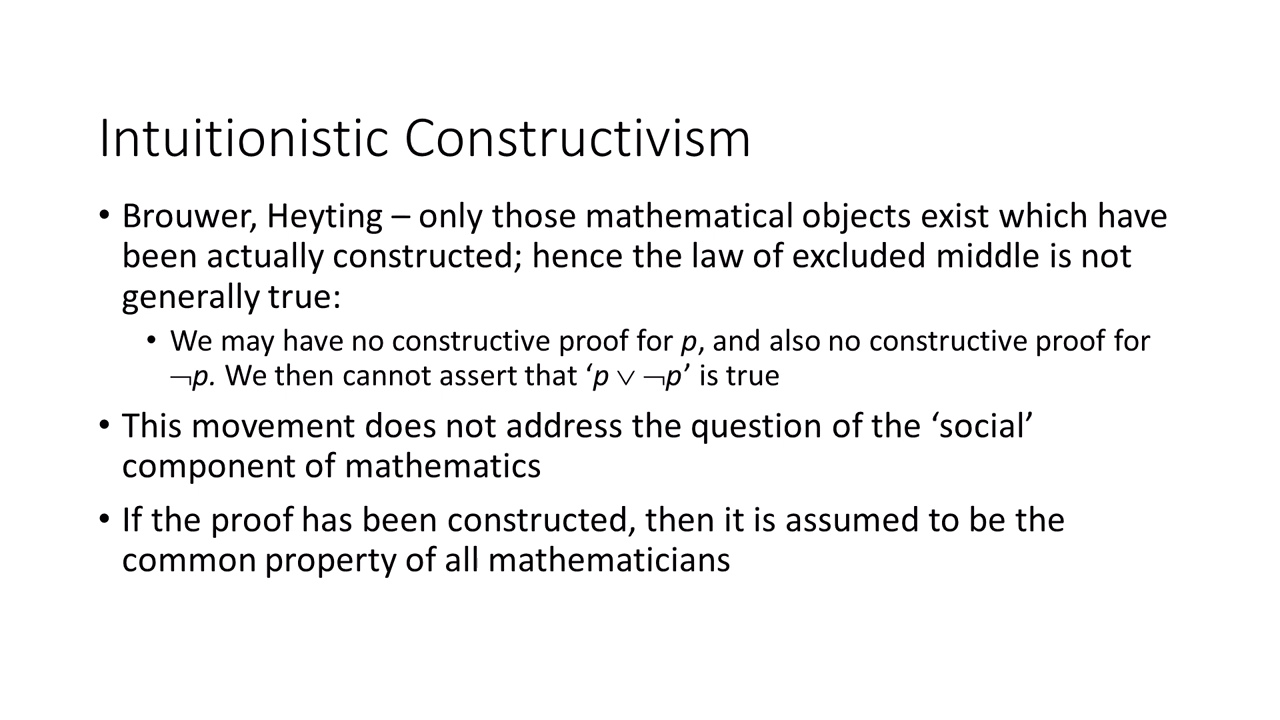 Intuitionistic Constructivism
• Brouwer, Heyting – only those mathematical objects exist which have
been actually constructed; hence the law of excluded middle is not
generally true:
• We may have no constructive proof for p, and also no constructive proof for
¬p. We then cannot assert that ‘p ∨ ¬p’ is true
• This movement does not address the question of the ‘social’
component of mathematics
• If the proof has been constructed, then it is assumed to be the
common property of all mathematicians